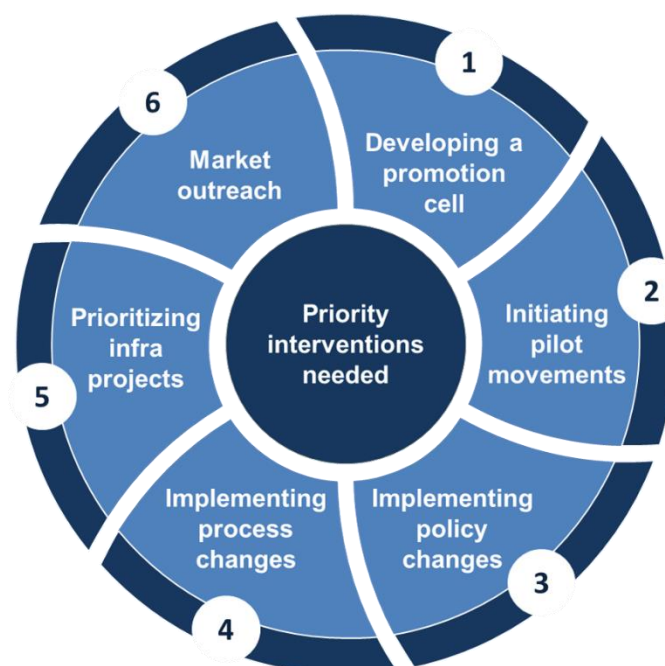 Priority
interventions
needed
1
Developing a
promotion
cell
2
Initiating
pilot
movements
3
Implementing
policy
changes
4
Implementing
process
changes
5
Prioritizing
infra
projects
6
Market
outreach